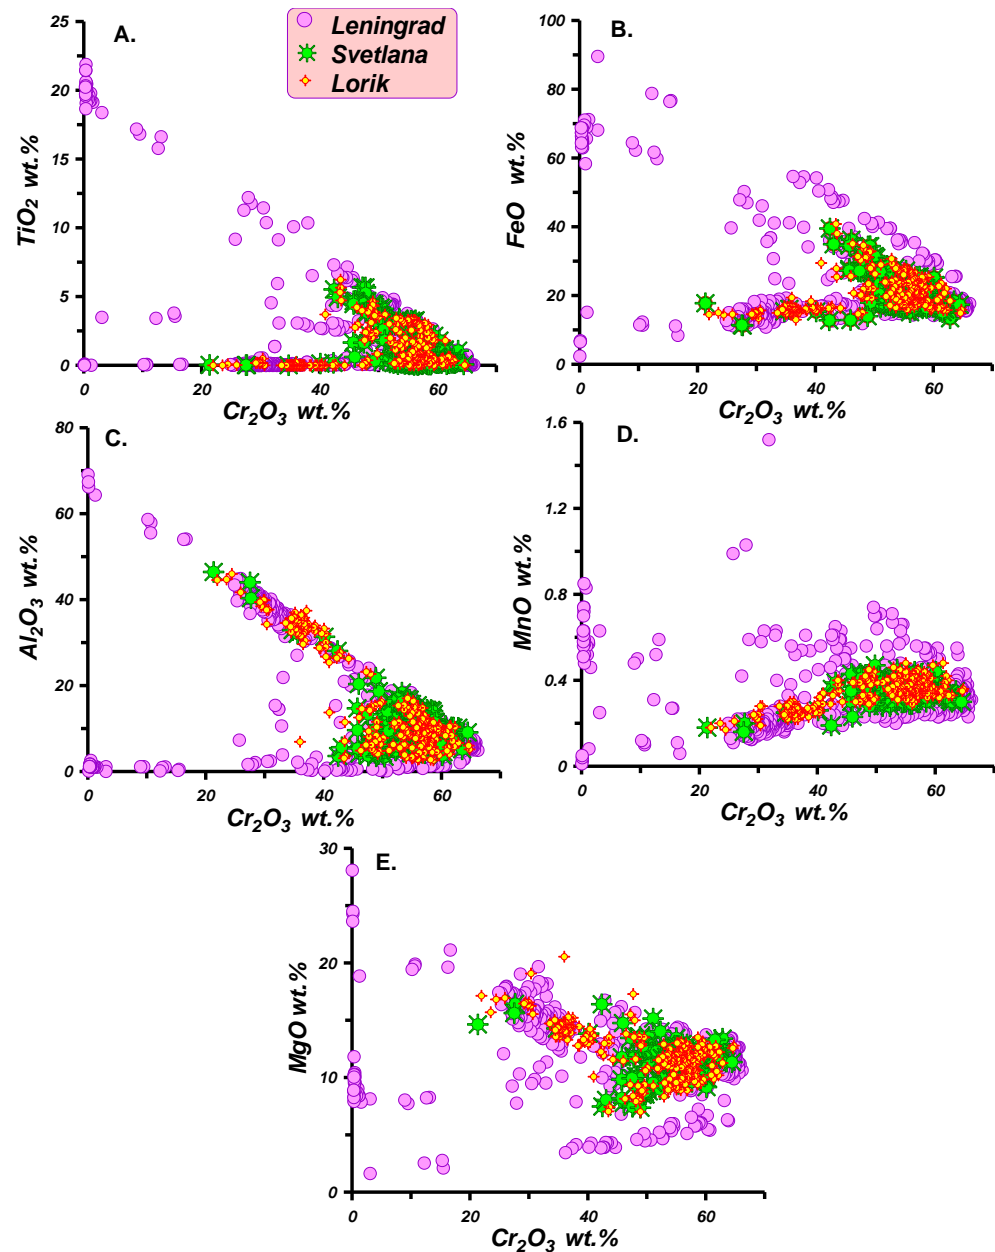 A.
Leningrad
Svetlana
Lorik
TiO₂ wt.%
25
20
15
10
5
0
0 20 40 60
Cr₂O₃ wt.%
B.
FeO wt.%
100
80
60
40
20
0
0 20 40 60
Cr₂O₃ wt.%
C.
Al₂O₃ wt.%
80
60
40
20
0
0 20 40 60
Cr₂O₃ wt.%
D.
MnO wt.%
1.6
1.2
0.8
0.4
0
0 20 40 60
Cr₂O₃ wt.%
E.
MgO wt.%
30
20
10
0
0 20 40 60
Cr₂O₃ wt.%